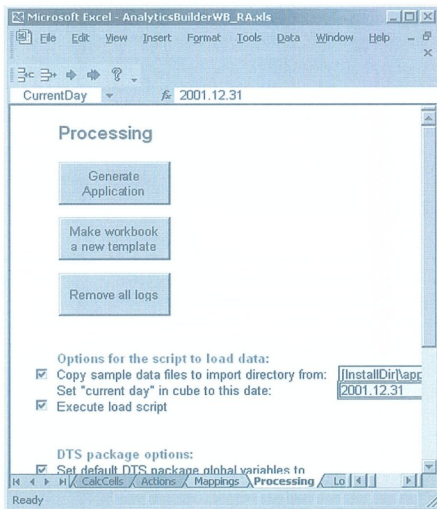 Microsoft Excel - AnalyticsBuilderWB_RA.xls
File Edit View Insert Format Tools Data Window Help
CurrentDay fx 2001.12.31
Processing
Generate
Application
Make workbook
a new template
Remove all logs
Options for the script to load data:
Copy sample data files to import directory from: [InstallDir]\app
Set "current day" in cube to this date: 2001.12.31
Execute load script
DTS package options:
Set default DTS package global variables to
CalcCells Actions Mappings Processing Lo
Ready